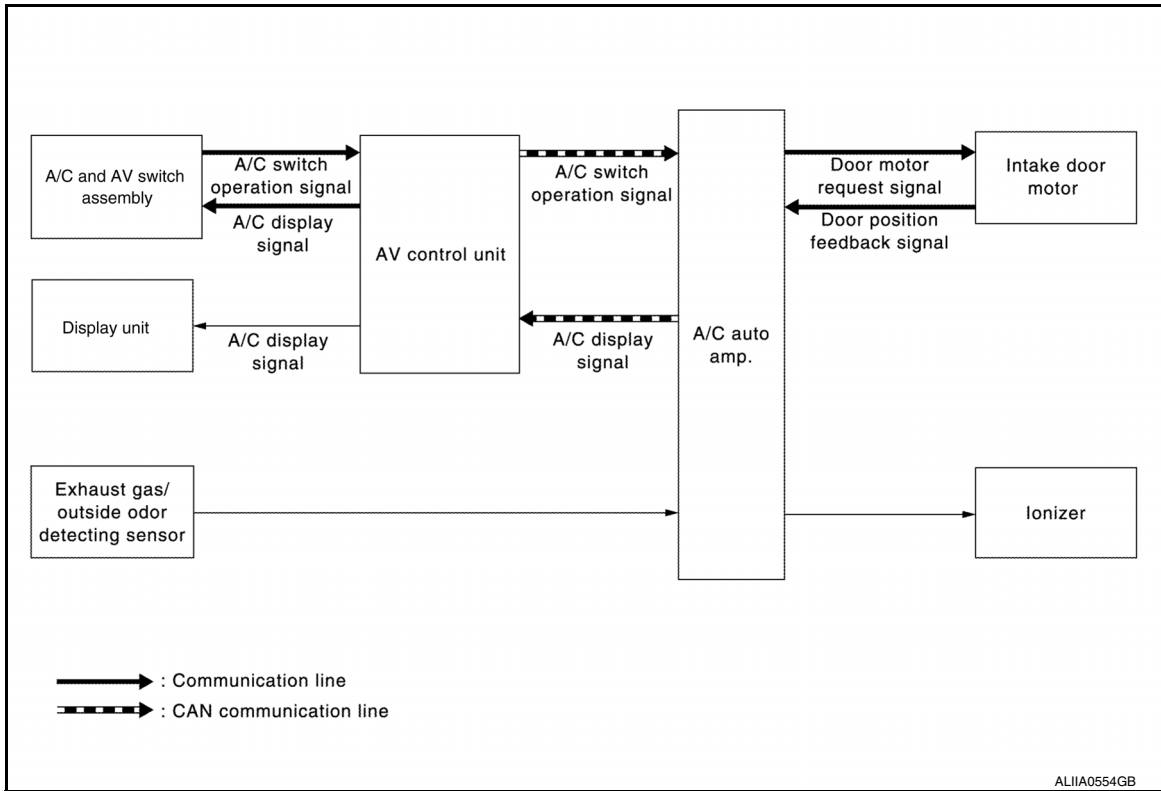 A/C and AV switch
assembly
A/C switch
operation signal
A/C display
signal
AV control unit
A/C switch
operation signal
A/C auto
amp.
Door motor
request signal
Door position
feedback signal
Intake door
motor
Display unit
A/C display
signal
A/C display
signal
Exhaust gas/
outside odor
detecting sensor
Ionizer
: Communication line
: CAN communication line
ALIIA0554GB